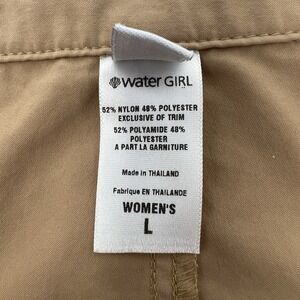 water GIRL
52% NYLON 48% POLYESTER
EXCLUSIVE OF TRIM
52% POLYAMIDE 48%
POLYESTER
A PART LA GARNITURE
Made in THAILAND
Fabrique EN THAILANDE
WOMEN'S
L